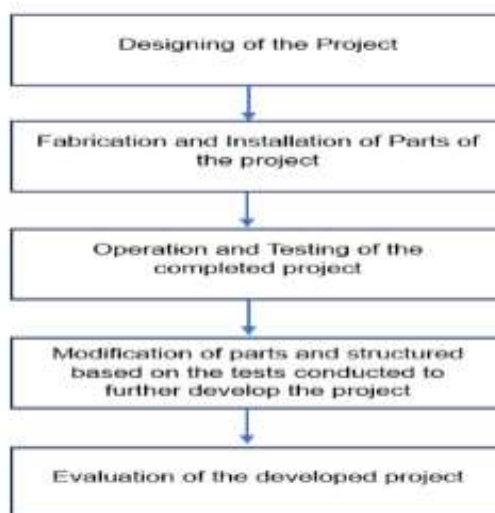 Designing of the Project
Fabrication and Installation of Parts of
the project
Operation and Testing of the
completed project
Modification of parts and structured
based on the tests conducted to
further develop the project
Evaluation of the developed project